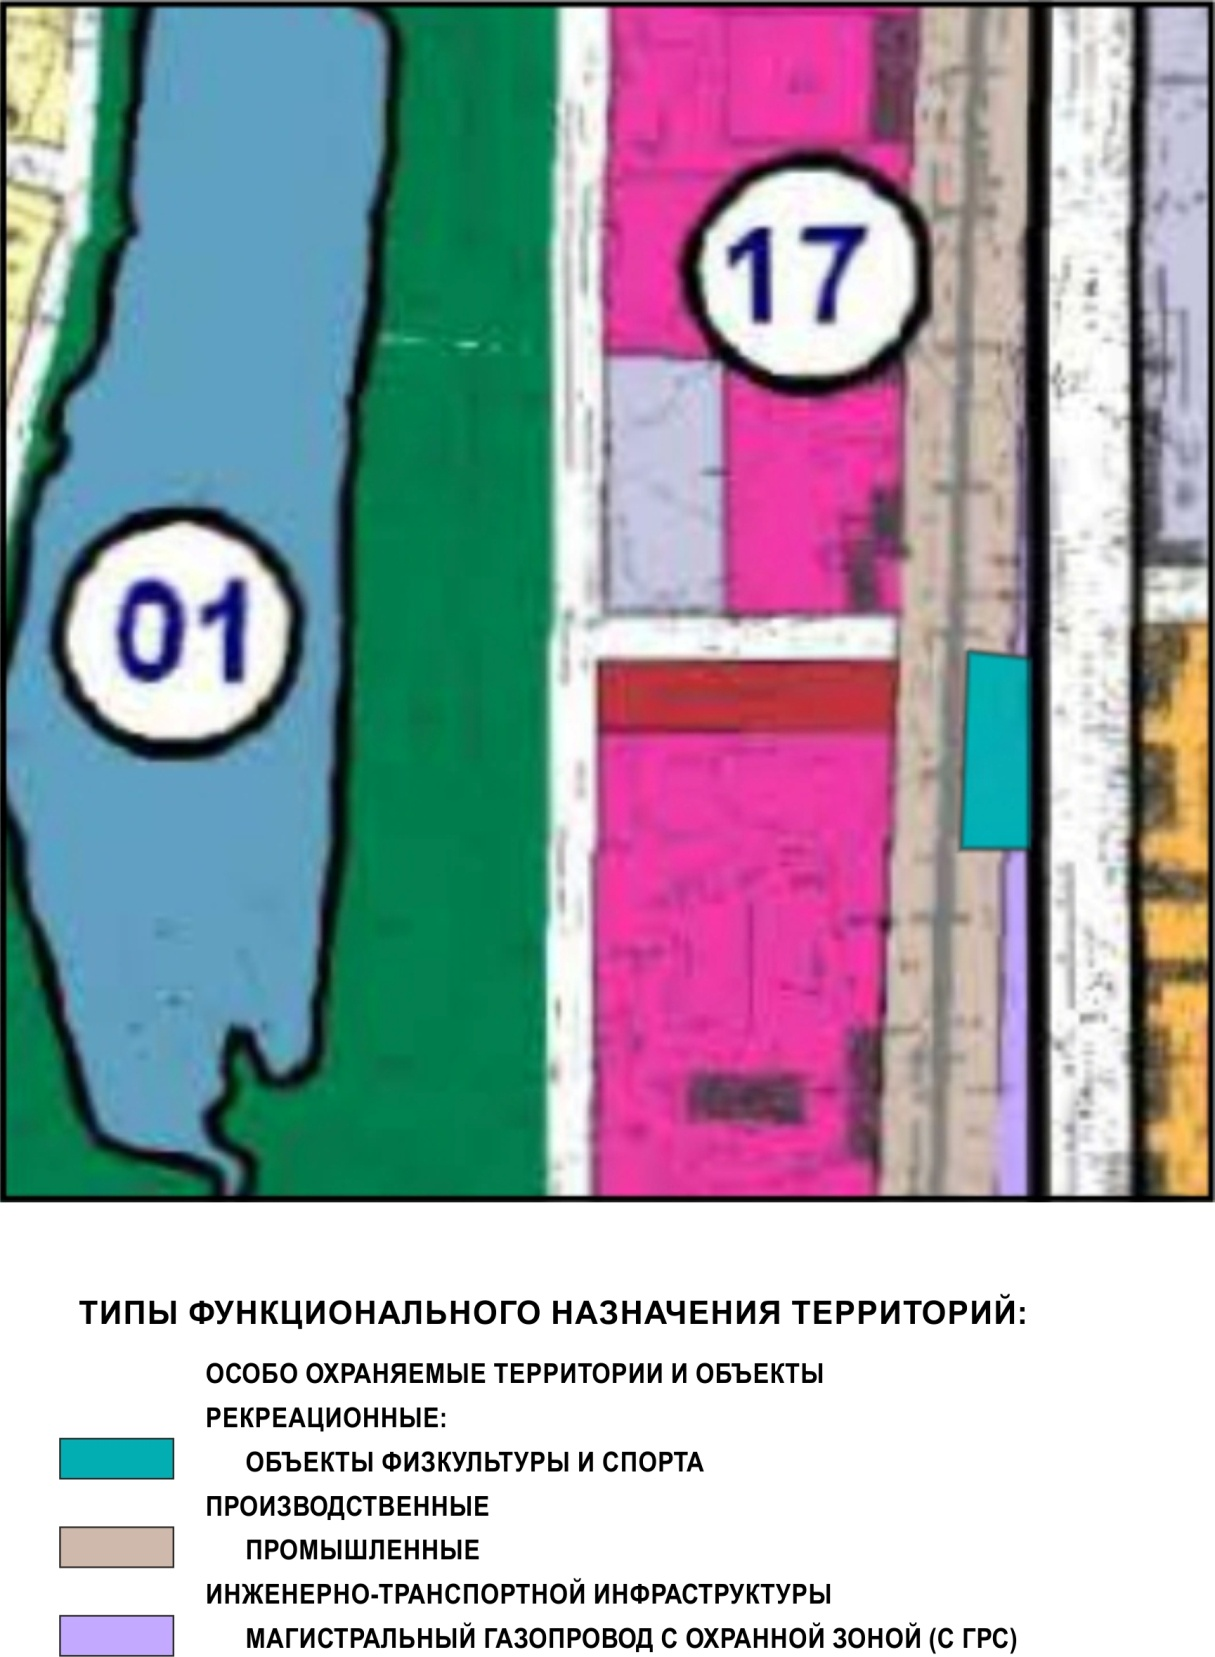 17
01
ТИПЫ ФУНКЦИОНАЛЬНОГО НАЗНАЧЕНИЯ ТЕРРИТОРИЙ:
ОСОБО ОХРАНЯЕМЫЕ ТЕРРИТОРИИ И ОБЪЕКТЫ
РЕКРЕАЦИОННЫЕ:
ОБЪЕКТЫ ФИЗКУЛЬТУРЫ И СПОРТА
ПРОИЗВОДСТВЕННЫЕ
ПРОМЫШЛЕННЫЕ
ИНЖЕНЕРНО-ТРАНСПОРТНОЙ ИНФРАСТРУКТУРЫ
МАГИСТРАЛЬНЫЙ ГАЗОПРОВОД С ОХРАННОЙ ЗОНОЙ (С ГРС)